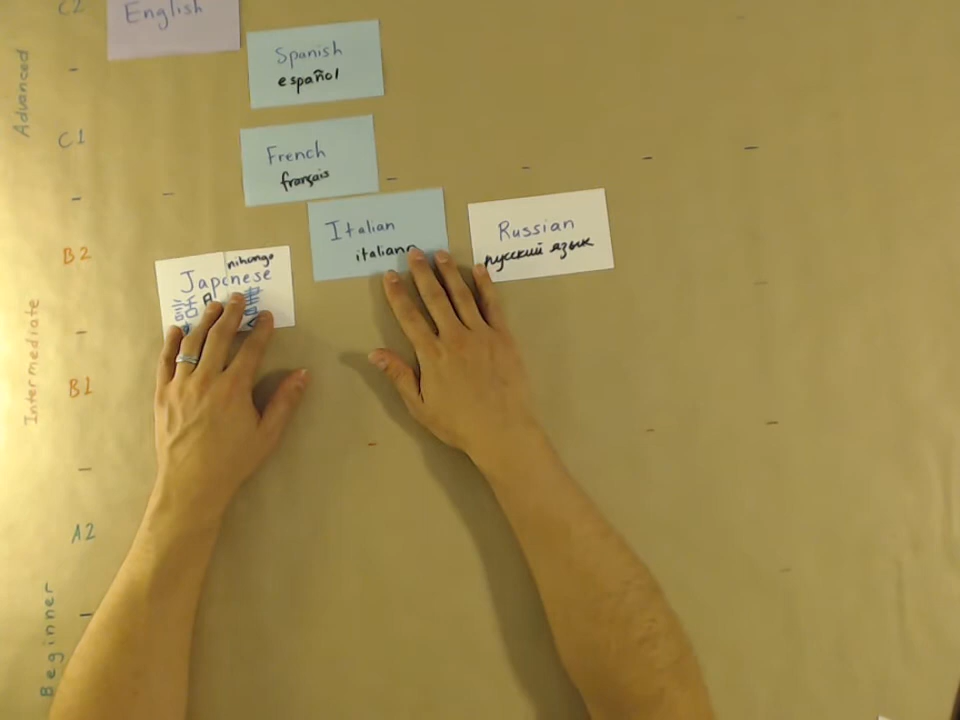 C2
English
Advanced
Spanish
español
C1
French
français
Italian
italiano
Russian
русский язык
B2
nihongo
Japanese
Intermediate
B1
A2
Beginner